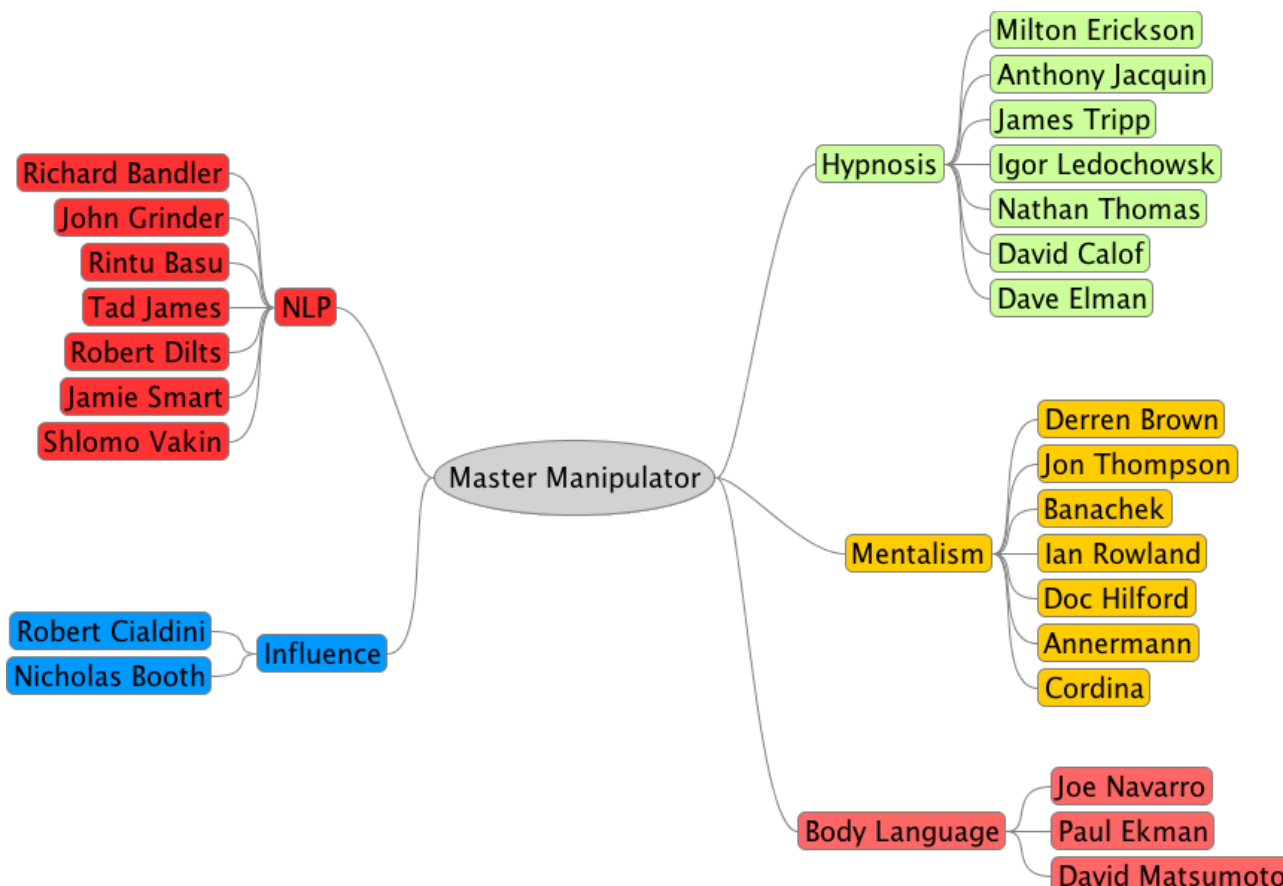 Master Manipulator
NLP
Richard Bandler
John Grinder
Rintu Basu
Tad James
Robert Dilts
Jamie Smart
Shlomo Vakin
Influence
Robert Cialdini
Nicholas Booth
Hypnosis
Milton Erickson
Anthony Jacquin
James Tripp
Igor Ledochowsk
Nathan Thomas
David Calof
Dave Elman
Mentalism
Derren Brown
Jon Thompson
Banachek
Ian Rowland
Doc Hilford
Annermann
Cordina
Body Language
Joe Navarro
Paul Ekman
David Matsumoto